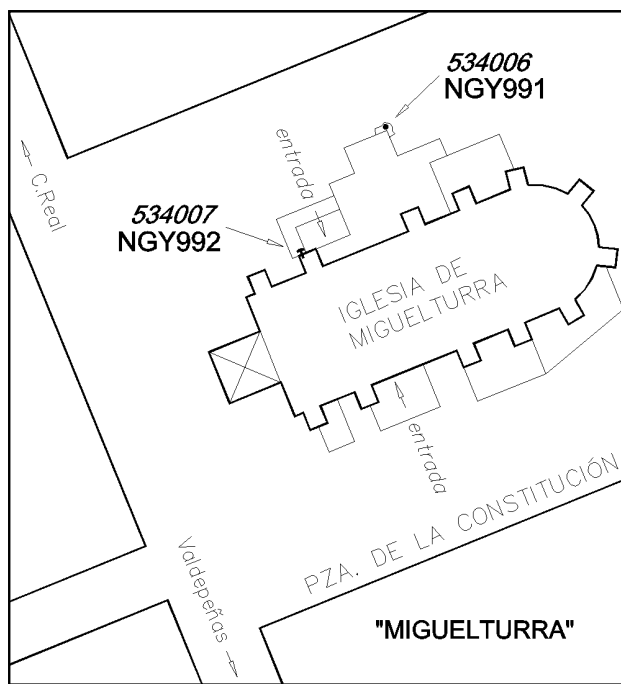 534006
NGY991
entrada
C.Real
534007
NGY992
IGLESIA DE
MIGUELTURRA
entrada
PZA. DE LA CONSTITUCIÓN
Valdepeñas
"MIGUELTURRA"